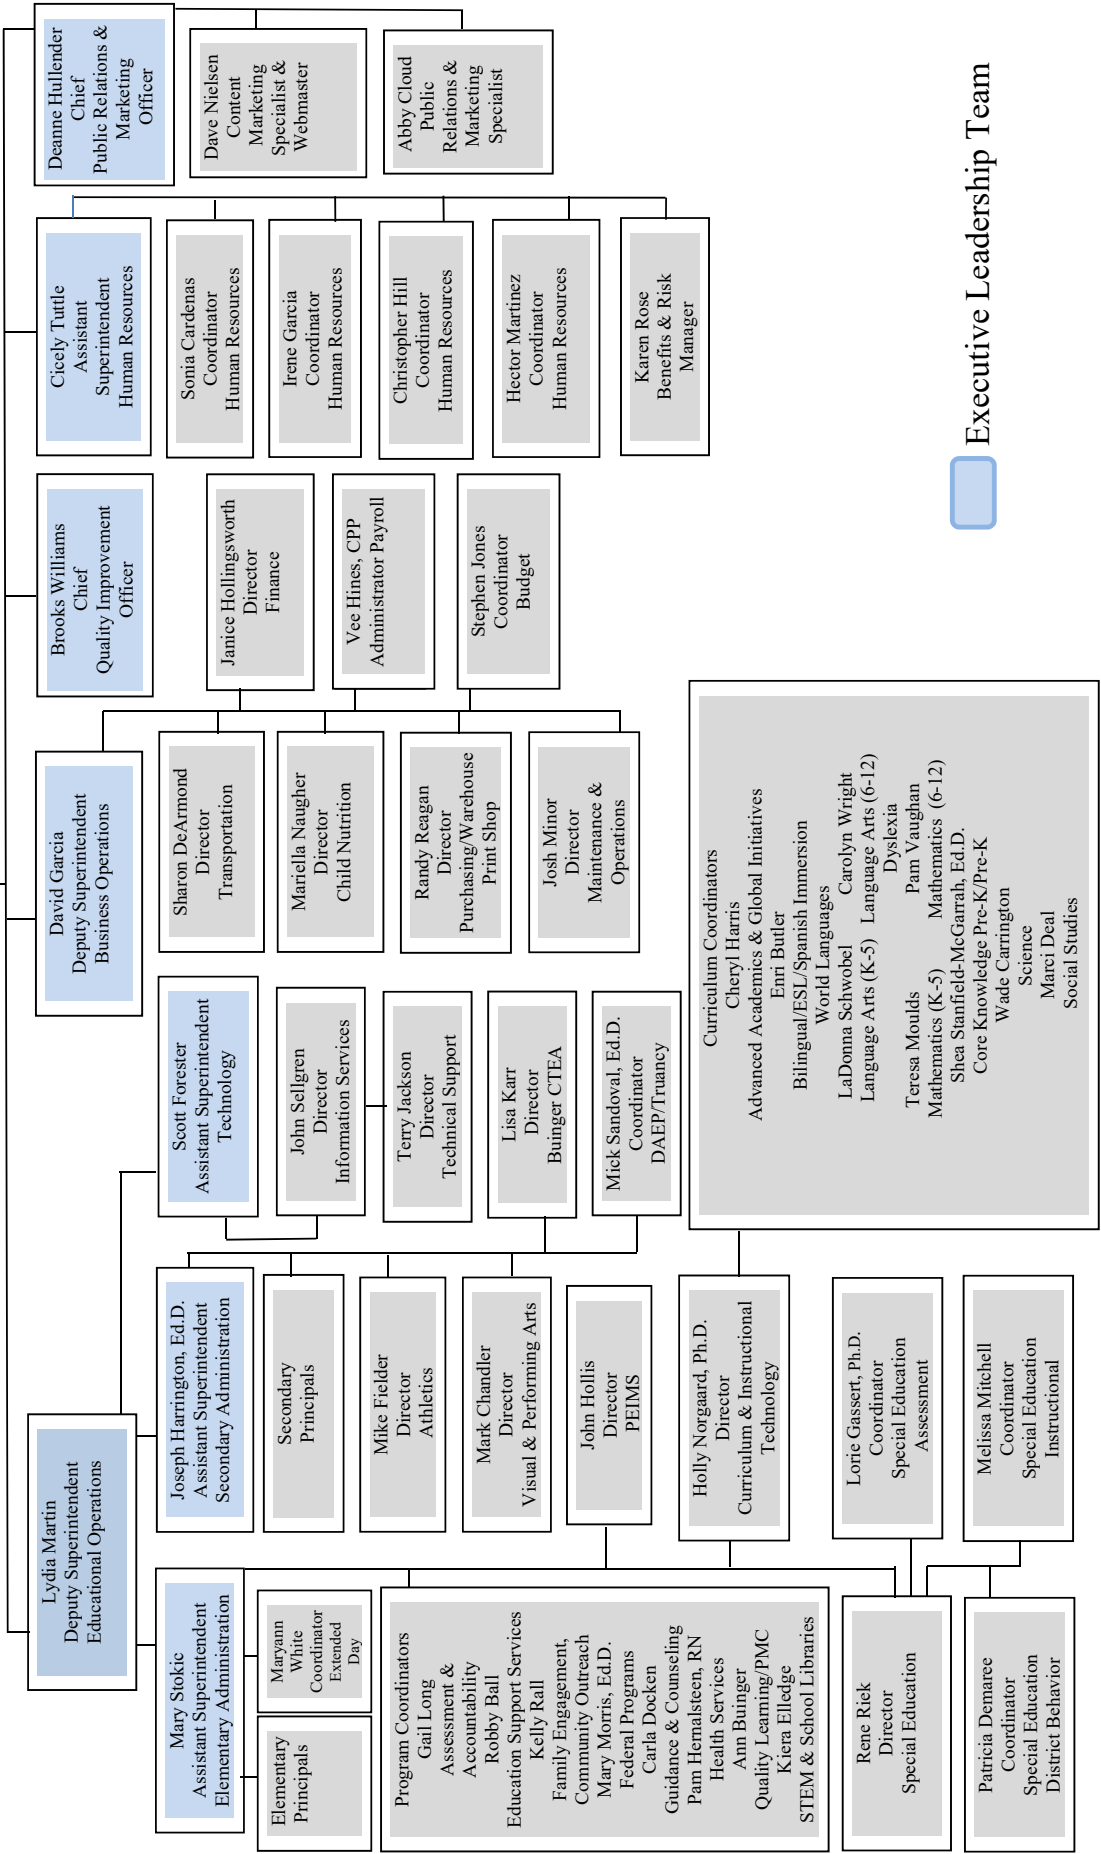 Lydia Martin
Deputy Superintendent
Educational Operations
David Garcia
Deputy Superintendent
Business Operations
Brooks Williams
Chief
Quality Improvement
Officer
Cicely Tuttle
Assistant
Superintendent
Human Resources
Deanne Hullender
Chief
Public Relations &
Marketing
Officer
Mary Stokic
Assistant Superintendent
Elementary Administration
Joseph Harrington, Ed.D.
Assistant Superintendent
Secondary Administration
Scott Forester
Assistant Superintendent
Technology
Elementary
Principals
Maryann
White
Coordinator
Extended
Day
Program Coordinators
Gail Long
Assessment &
Accountability
Robby Ball
Education Support Services
Kelly Rall
Family Engagement,
Community Outreach
Mary Morris, Ed.D.
Federal Programs
Carla Docken
Guidance & Counseling
Pam Hernalsteen, RN
Health Services
Ann Buinger
Quality Learning/PMC
Kiera Elledge
STEM & School Libraries
Rene Riek
Director
Special Education
Patricia Demaree
Coordinator
Special Education
District Behavior
Secondary
Principals
Mike Fielder
Director
Athletics
Mark Chandler
Director
Visual & Performing Arts
John Hollis
Director
PEIMS
Holly Norgaard, Ph.D.
Director
Curriculum & Instructional
Technology
Lorie Gassert, Ph.D.
Coordinator
Special Education
Assessment
Melissa Mitchell
Coordinator
Special Education
Instructional
John Sellgren
Director
Information Services
Terry Jackson
Director
Technical Support
Lisa Karr
Director
Buinger CTEA
Mick Sandoval, Ed.D.
Coordinator
DAEP/Truancy
Curriculum Coordinators
Cheryl Harris
Advanced Academics & Global Initiatives
Enri Butler
Bilingual/ESL/Spanish Immersion
World Languages
LaDonna Schwobel Carolyn Wright
Language Arts (K-5) Language Arts (6-12)
Dyslexia
Teresa Moulds Pam Vaughan
Mathematics (K-5) Mathematics (6-12)
Shea Stanfield-McGarrah, Ed.D.
Core Knowledge Pre-K/Pre-K
Wade Carrington
Science
Marci Deal
Social Studies
Sharon DeArmond
Director
Transportation
Mariella Naugher
Director
Child Nutrition
Randy Reagan
Director
Purchasing/Warehouse
Print Shop
Josh Minor
Director
Maintenance &
Operations
Janice Hollingsworth
Director
Finance
Vee Hines, CPP
Administrator Payroll
Stephen Jones
Coordinator
Budget
Sonia Cardenas
Coordinator
Human Resources
Irene Garcia
Coordinator
Human Resources
Christopher Hill
Coordinator
Human Resources
Hector Martinez
Coordinator
Human Resources
Karen Rose
Benefits & Risk
Manager
Dave Nielsen
Content
Marketing
Specialist &
Webmaster
Abby Cloud
Public
Relations &
Marketing
Specialist
Executive Leadership Team